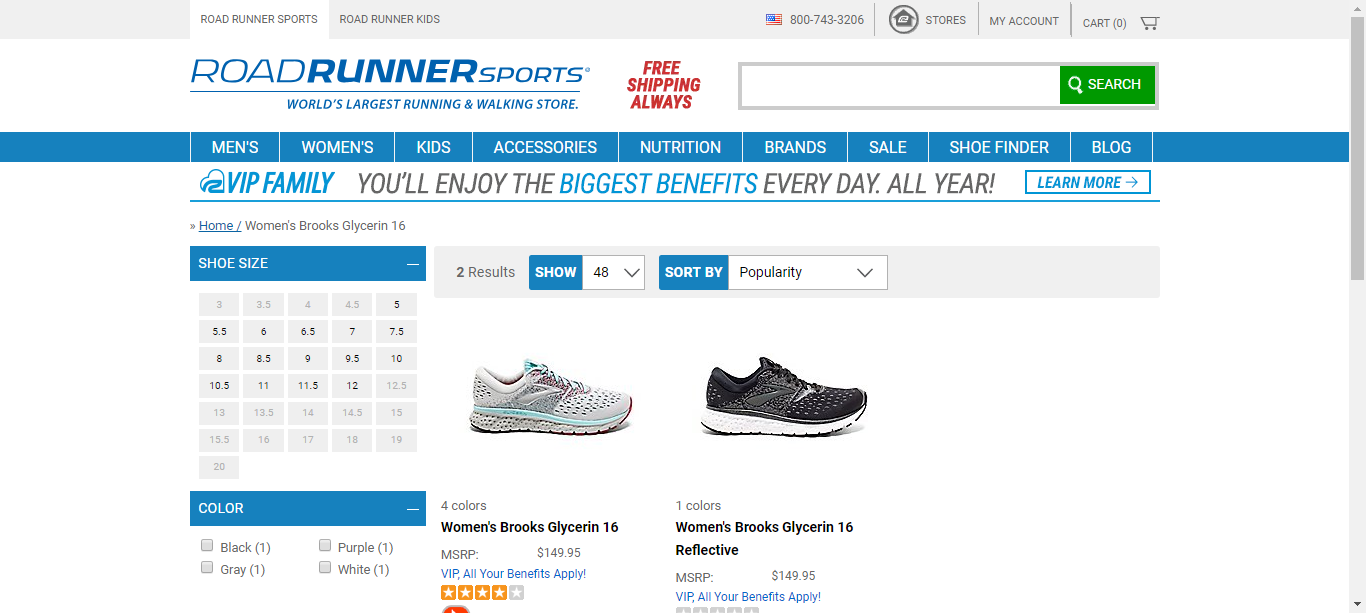 ROAD RUNNER SPORTS
ROAD RUNNER KIDS
800-743-3206
STORES
MY ACCOUNT
CART (0)
ROADRUNNERSPORTS®
WORLD'S LARGEST RUNNING & WALKING STORE.
FREE
SHIPPING
ALWAYS
SEARCH
MEN'S
WOMEN'S
KIDS
ACCESSORIES
NUTRITION
BRANDS
SALE
SHOE FINDER
BLOG
VIP FAMILY YOU'LL ENJOY THE BIGGEST BENEFITS EVERY DAY. ALL YEAR! LEARN MORE →
» Home / Women's Brooks Glycerin 16
SHOE SIZE —
3 3.5 4 4.5 5
5.5 6 6.5 7 7.5
8 8.5 9 9.5 10
10.5 11 11.5 12 12.5
13 13.5 14 14.5 15
15.5 16 17 18 19
20
COLOR —
Black (1)
Purple (1)
Gray (1)
White (1)
2 Results
SHOW 48
SORT BY Popularity
4 colors
Women's Brooks Glycerin 16
MSRP: $149.95
VIP, All Your Benefits Apply!
1 colors
Women's Brooks Glycerin 16
Reflective
MSRP: $149.95
VIP, All Your Benefits Apply!